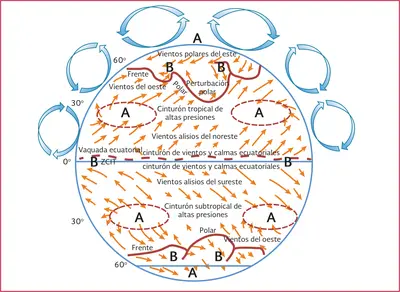 A
Vientos polares del este
60°
B
B
Frente
Polar
Perturbación
polar
Vientos del oeste
30°
Cinturón tropical de
altas presiones
A
A
Vientos alisios del noreste
Vaquada ecuatorial
cinturón de vientos y calmas ecuatoriales
0°
B
ZCIT
B
cinturón de vientos y calmas ecuatoriales
Vientos alisios del sureste
Cinturón subtropical de
altas presiones
A
A
30°
Polar
Vientos del oeste
Frente
B
B
60°
A